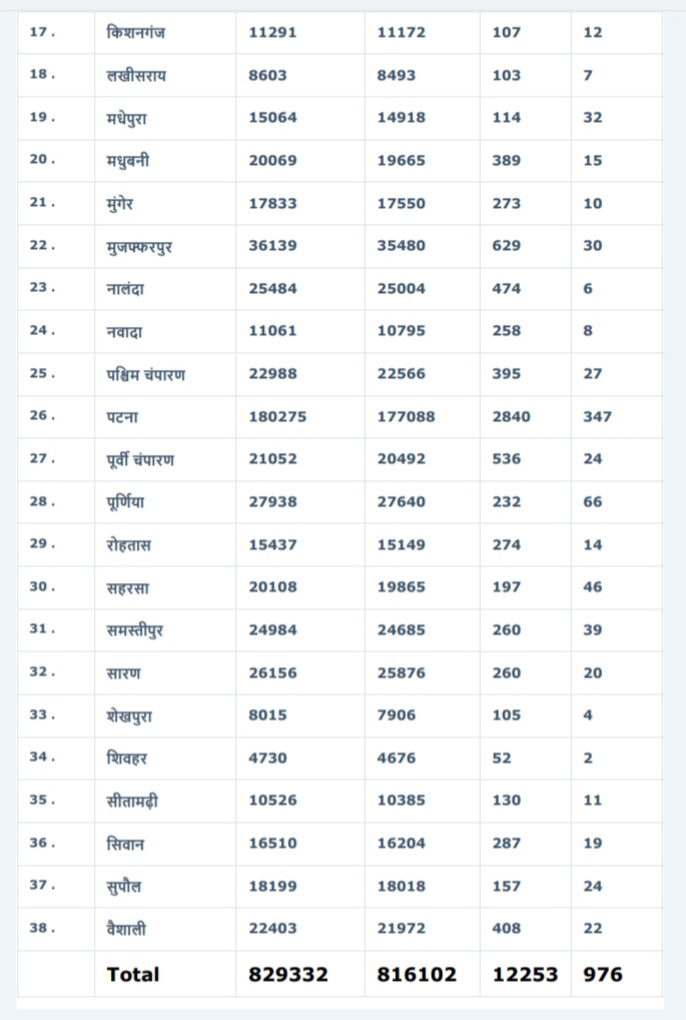 17. किशनगंज 11291 11172 107 12
18. लखीसराय 8603 8493 103 7
19. मधेपुरा 15064 14918 114 32
20. मधुबनी 20069 19665 389 15
21. मुंगेर 17833 17550 273 10
22. मुजफ्फरपुर 36139 35480 629 30
23. नालंदा 25484 25004 474 6
24. नवादा 11061 10795 258 8
25. पश्चिम चंपारण 22988 22566 395 27
26. पटना 180275 177088 2840 347
27. पूर्वी चंपारण 21052 20492 536 24
28. पूर्णिया 27938 27640 232 66
29. रोहतास 15437 15149 274 14
30. सहरसा 20108 19865 197 46
31. समस्तीपुर 24984 24685 260 39
32. सारण 26156 25876 260 20
33. शेखपुरा 8015 7906 105 4
34. शिवहर 4730 4676 52 2
35. सीतामढ़ी 10526 10385 130 11
36. सिवान 16510 16204 287 19
37. सुपौल 18199 18018 157 24
38. वैशाली 22403 21972 408 22
Total 829332 816102 12253 976